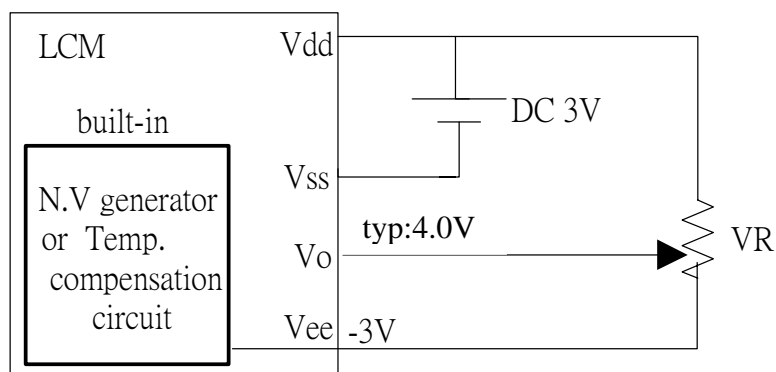 LCM
Vdd
DC 3V
built-in
N.V generator
or Temp.
compensation
circuit
Vss
typ:4.0V
Vo
VR
Vee
-3V